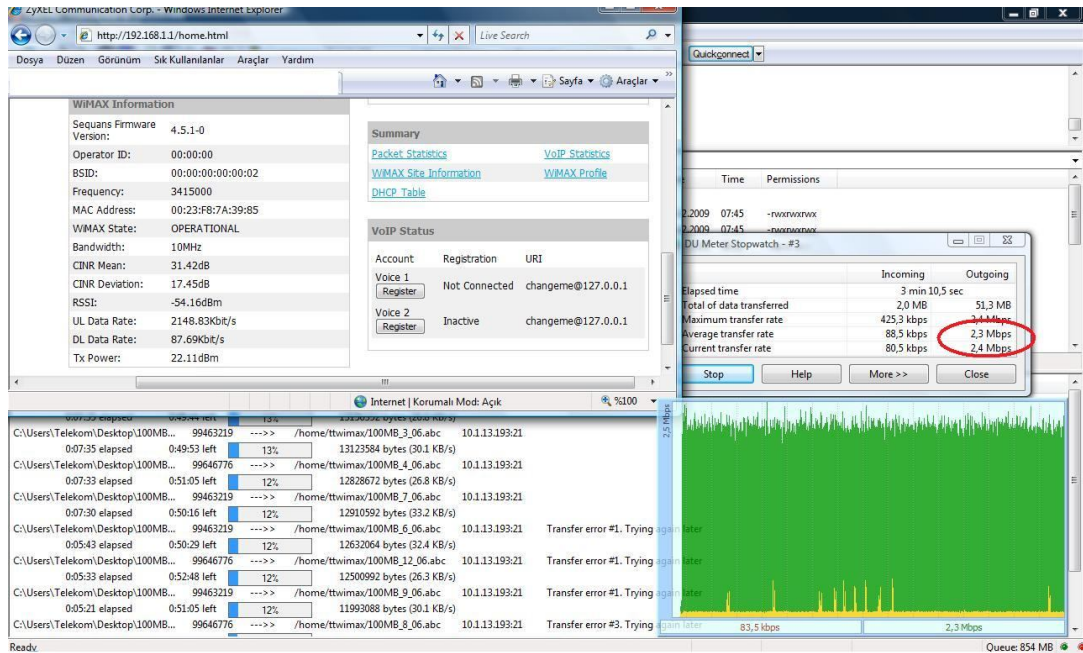 ZyXEL Communication Corp. - Windows Internet Explorer
http://192.168.1.1/home.html
Live Search
Dosya Düzen Görünüm Sık Kullanılanlar Araçlar Yardım
Sayfa Araçlar
Quickconnect
WiMAX Information
Sequans Firmware Version: 4.5.1-0
Operator ID: 00:00:00
BSID: 00:00:00:00:00:02
Frequency: 3415000
MAC Address: 00:23:F8:7A:39:85
WiMAX State: OPERATIONAL
Bandwidth: 10MHz
CINR Mean: 31.42dB
CINR Deviation: 17.45dB
RSSI: -54.16dBm
UL Data Rate: 2148.83Kbit/s
DL Data Rate: 87.69Kbit/s
Tx Power: 22.11dBm
Summary
Packet Statistics VoIP Statistics
WiMAX Site Information WiMAX Profile
DHCP Table
VoIP Status
Account Registration URI
Voice 1
Register Not Connected changeme@127.0.0.1
Voice 2
Register Inactive changeme@127.0.0.1
Internet | Korumalı Mod: Açık %100
Time Permissions
2.2009 07:45 -rwxrwxrwx
2.2009 07:45 -rwxrwxrwx
DU Meter Stopwatch - #3
Incoming Outgoing
Elapsed time 3 min 10,5 sec
Total of data transferred 2,0 MB 51,3 MB
Maximum transfer rate 425,3 kbps 2,4 Mbps
Average transfer rate 88,5 kbps 2,3 Mbps
Current transfer rate 80,5 kbps 2,4 Mbps
Stop Help More >> Close
C:\Users\Telekom\Desktop\100MB... 99463219 --->> /home/ttwimax/100MB_3_06.abc 10.1.13.193:21
0:07:35 elapsed 0:49:53 left 13% 13123584 bytes (30.1 KB/s)
C:\Users\Telekom\Desktop\100MB... 99646776 --->> /home/ttwimax/100MB_4_06.abc 10.1.13.193:21
0:07:33 elapsed 0:51:05 left 12% 12828672 bytes (26.8 KB/s)
C:\Users\Telekom\Desktop\100MB... 99463219 --->> /home/ttwimax/100MB_7_06.abc 10.1.13.193:21
0:07:30 elapsed 0:50:16 left 12% 12910592 bytes (33.2 KB/s)
C:\Users\Telekom\Desktop\100MB... 99463219 --->> /home/ttwimax/100MB_6_06.abc 10.1.13.193:21 Transfer error #1. Trying again later
0:05:43 elapsed 0:50:29 left 12% 12632064 bytes (32.4 KB/s)
C:\Users\Telekom\Desktop\100MB... 99646776 --->> /home/ttwimax/100MB_12_06.abc 10.1.13.193:21 Transfer error #1. Trying again later
0:05:33 elapsed 0:52:48 left 12% 12500992 bytes (26.3 KB/s)
C:\Users\Telekom\Desktop\100MB... 99463219 --->> /home/ttwimax/100MB_9_06.abc 10.1.13.193:21 Transfer error #1. Trying again later
0:05:21 elapsed 0:51:05 left 12% 11993088 bytes (30.1 KB/s)
C:\Users\Telekom\Desktop\100MB... 99646776 --->> /home/ttwimax/100MB_8_06.abc 10.1.13.193:21 Transfer error #3. Trying again later
2,5 Mbps
83,5 kbps 2,3 Mbps
Ready Queue: 854 MB